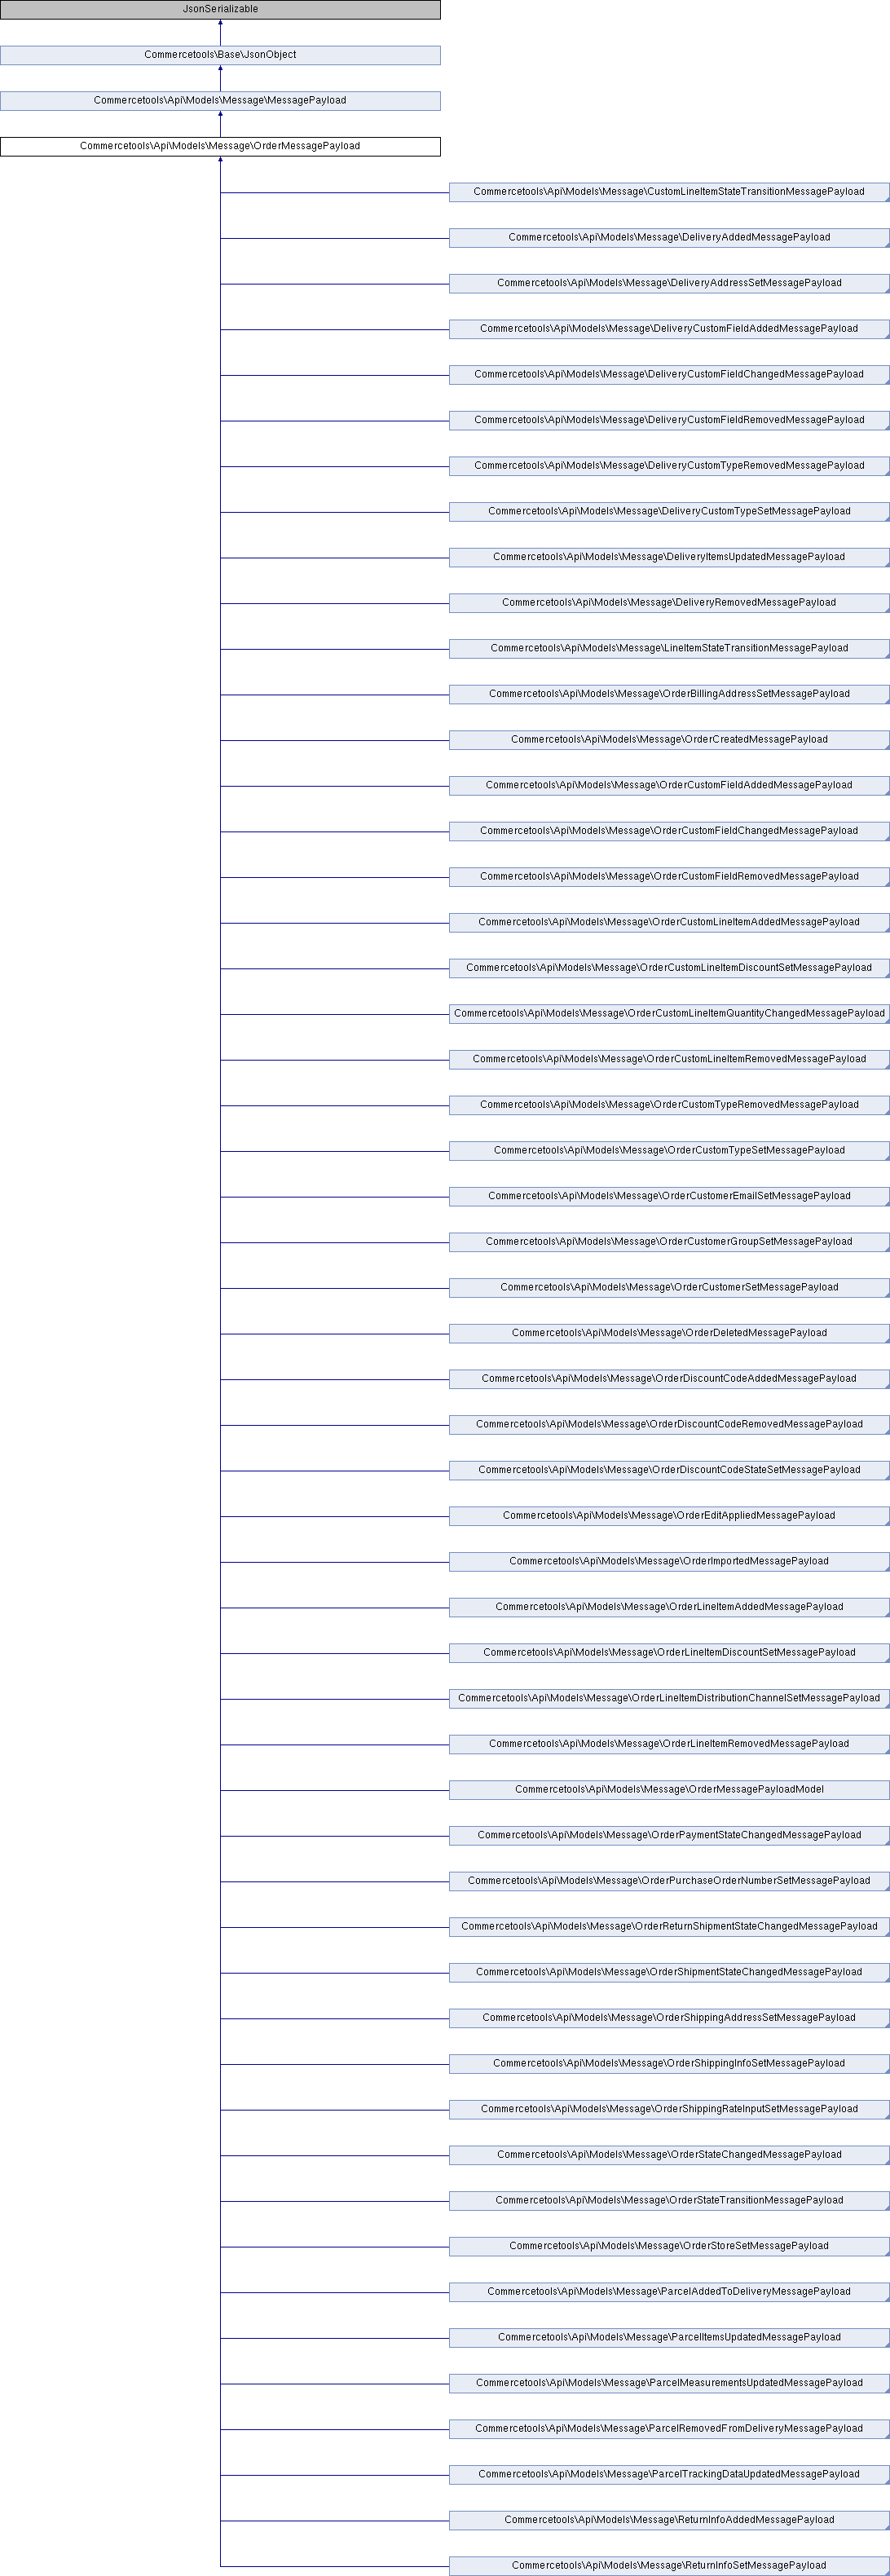 JsonSerializable
Commercetools\Base\JsonObject
Commercetools\Api\Models\Message\MessagePayload
Commercetools\Api\Models\Message\OrderMessagePayload
Commercetools\Api\Models\Message\CustomLineItemStateTransitionMessagePayload
Commercetools\Api\Models\Message\DeliveryAddedMessagePayload
Commercetools\Api\Models\Message\DeliveryAddressSetMessagePayload
Commercetools\Api\Models\Message\DeliveryCustomFieldAddedMessagePayload
Commercetools\Api\Models\Message\DeliveryCustomFieldChangedMessagePayload
Commercetools\Api\Models\Message\DeliveryCustomFieldRemovedMessagePayload
Commercetools\Api\Models\Message\DeliveryCustomTypeRemovedMessagePayload
Commercetools\Api\Models\Message\DeliveryCustomTypeSetMessagePayload
Commercetools\Api\Models\Message\DeliveryItemsUpdatedMessagePayload
Commercetools\Api\Models\Message\DeliveryRemovedMessagePayload
Commercetools\Api\Models\Message\LineItemStateTransitionMessagePayload
Commercetools\Api\Models\Message\OrderBillingAddressSetMessagePayload
Commercetools\Api\Models\Message\OrderCreatedMessagePayload
Commercetools\Api\Models\Message\OrderCustomFieldAddedMessagePayload
Commercetools\Api\Models\Message\OrderCustomFieldChangedMessagePayload
Commercetools\Api\Models\Message\OrderCustomFieldRemovedMessagePayload
Commercetools\Api\Models\Message\OrderCustomLineItemAddedMessagePayload
Commercetools\Api\Models\Message\OrderCustomLineItemDiscountSetMessagePayload
Commercetools\Api\Models\Message\OrderCustomLineItemQuantityChangedMessagePayload
Commercetools\Api\Models\Message\OrderCustomLineItemRemovedMessagePayload
Commercetools\Api\Models\Message\OrderCustomTypeRemovedMessagePayload
Commercetools\Api\Models\Message\OrderCustomTypeSetMessagePayload
Commercetools\Api\Models\Message\OrderCustomerEmailSetMessagePayload
Commercetools\Api\Models\Message\OrderCustomerGroupSetMessagePayload
Commercetools\Api\Models\Message\OrderCustomerSetMessagePayload
Commercetools\Api\Models\Message\OrderDeletedMessagePayload
Commercetools\Api\Models\Message\OrderDiscountCodeAddedMessagePayload
Commercetools\Api\Models\Message\OrderDiscountCodeRemovedMessagePayload
Commercetools\Api\Models\Message\OrderDiscountCodeStateSetMessagePayload
Commercetools\Api\Models\Message\OrderEditAppliedMessagePayload
Commercetools\Api\Models\Message\OrderImportedMessagePayload
Commercetools\Api\Models\Message\OrderLineItemAddedMessagePayload
Commercetools\Api\Models\Message\OrderLineItemDiscountSetMessagePayload
Commercetools\Api\Models\Message\OrderLineItemDistributionChannelSetMessagePayload
Commercetools\Api\Models\Message\OrderLineItemRemovedMessagePayload
Commercetools\Api\Models\Message\OrderMessagePayloadModel
Commercetools\Api\Models\Message\OrderPaymentStateChangedMessagePayload
Commercetools\Api\Models\Message\OrderPurchaseOrderNumberSetMessagePayload
Commercetools\Api\Models\Message\OrderReturnShipmentStateChangedMessagePayload
Commercetools\Api\Models\Message\OrderShipmentStateChangedMessagePayload
Commercetools\Api\Models\Message\OrderShippingAddressSetMessagePayload
Commercetools\Api\Models\Message\OrderShippingInfoSetMessagePayload
Commercetools\Api\Models\Message\OrderShippingRateInputSetMessagePayload
Commercetools\Api\Models\Message\OrderStateChangedMessagePayload
Commercetools\Api\Models\Message\OrderStateTransitionMessagePayload
Commercetools\Api\Models\Message\OrderStoreSetMessagePayload
Commercetools\Api\Models\Message\ParcelAddedToDeliveryMessagePayload
Commercetools\Api\Models\Message\ParcelItemsUpdatedMessagePayload
Commercetools\Api\Models\Message\ParcelMeasurementsUpdatedMessagePayload
Commercetools\Api\Models\Message\ParcelRemovedFromDeliveryMessagePayload
Commercetools\Api\Models\Message\ParcelTrackingDataUpdatedMessagePayload
Commercetools\Api\Models\Message\ReturnInfoAddedMessagePayload
Commercetools\Api\Models\Message\ReturnInfoSetMessagePayload